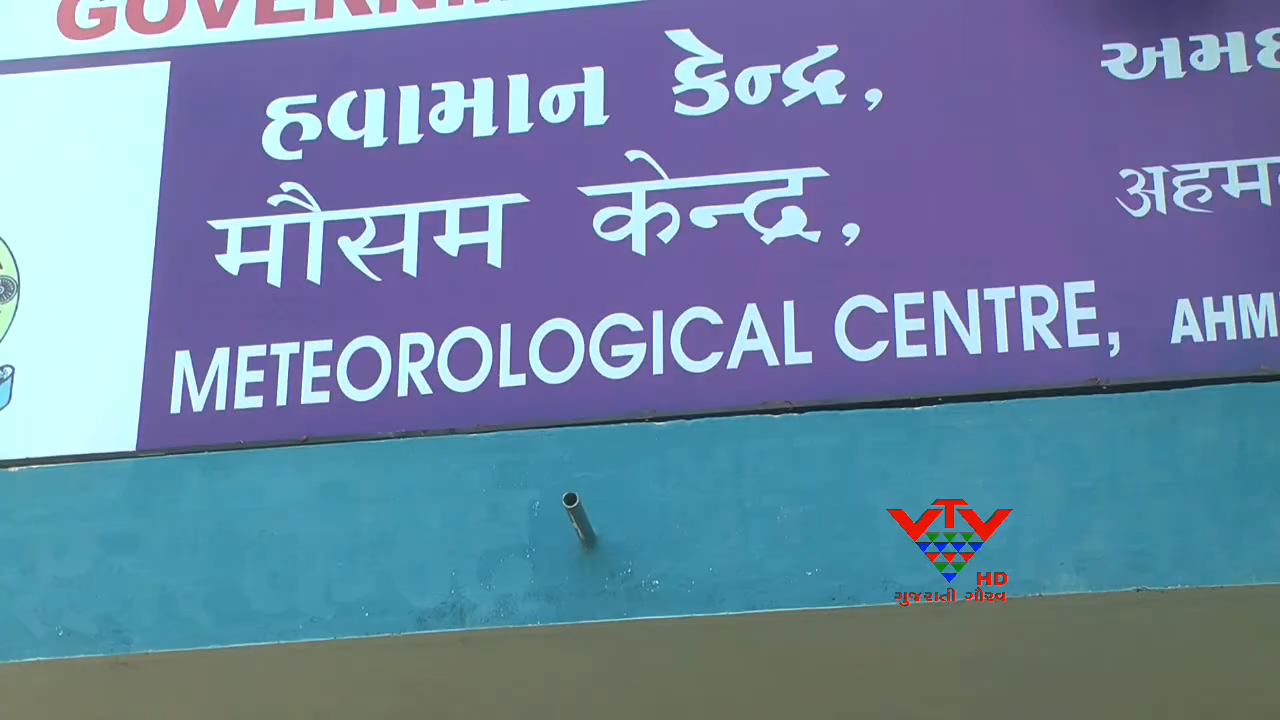 હવામાન કેન્દ્ર,
मौसम केन्द्र,
METEOROLOGICAL CENTRE,
VTV
HD
ગુજરાતી ગૌરવ